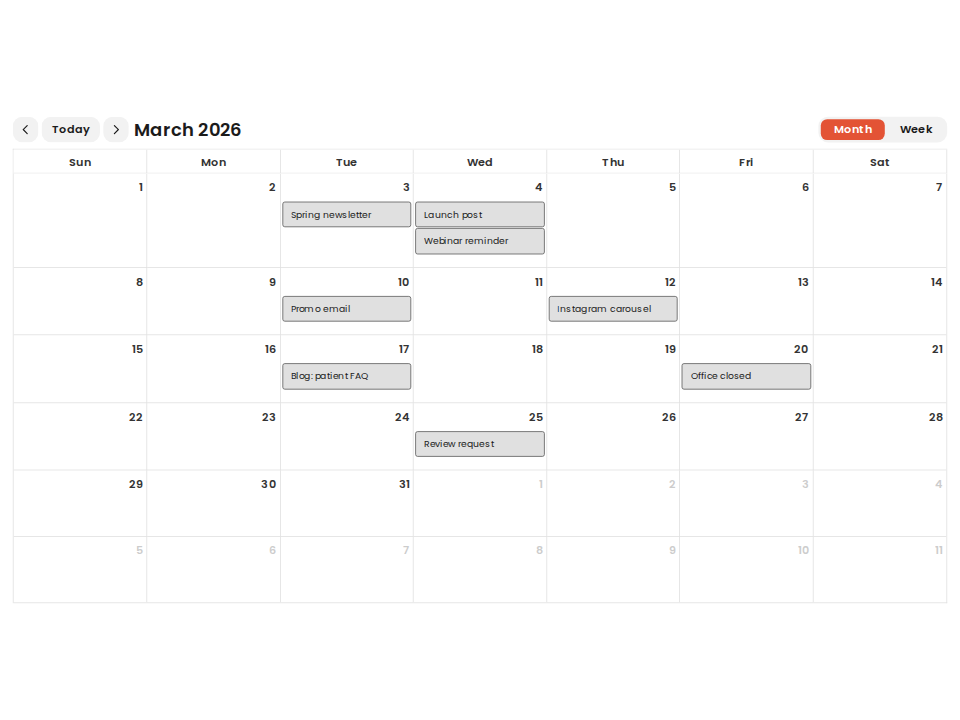 Today March 2026 Month Week
Sun Mon Tue Wed Thu Fri Sat
1 2 3 4 5 6 7
Spring newsletter Launch post
Webinar reminder
8 9 10 11 12 13 14
Promo email Instagram carousel
15 16 17 18 19 20 21
Blog: patient FAQ Office closed
22 23 24 25 26 27 28
Review request
29 30 31 1 2 3 4
5 6 7 8 9 10 11